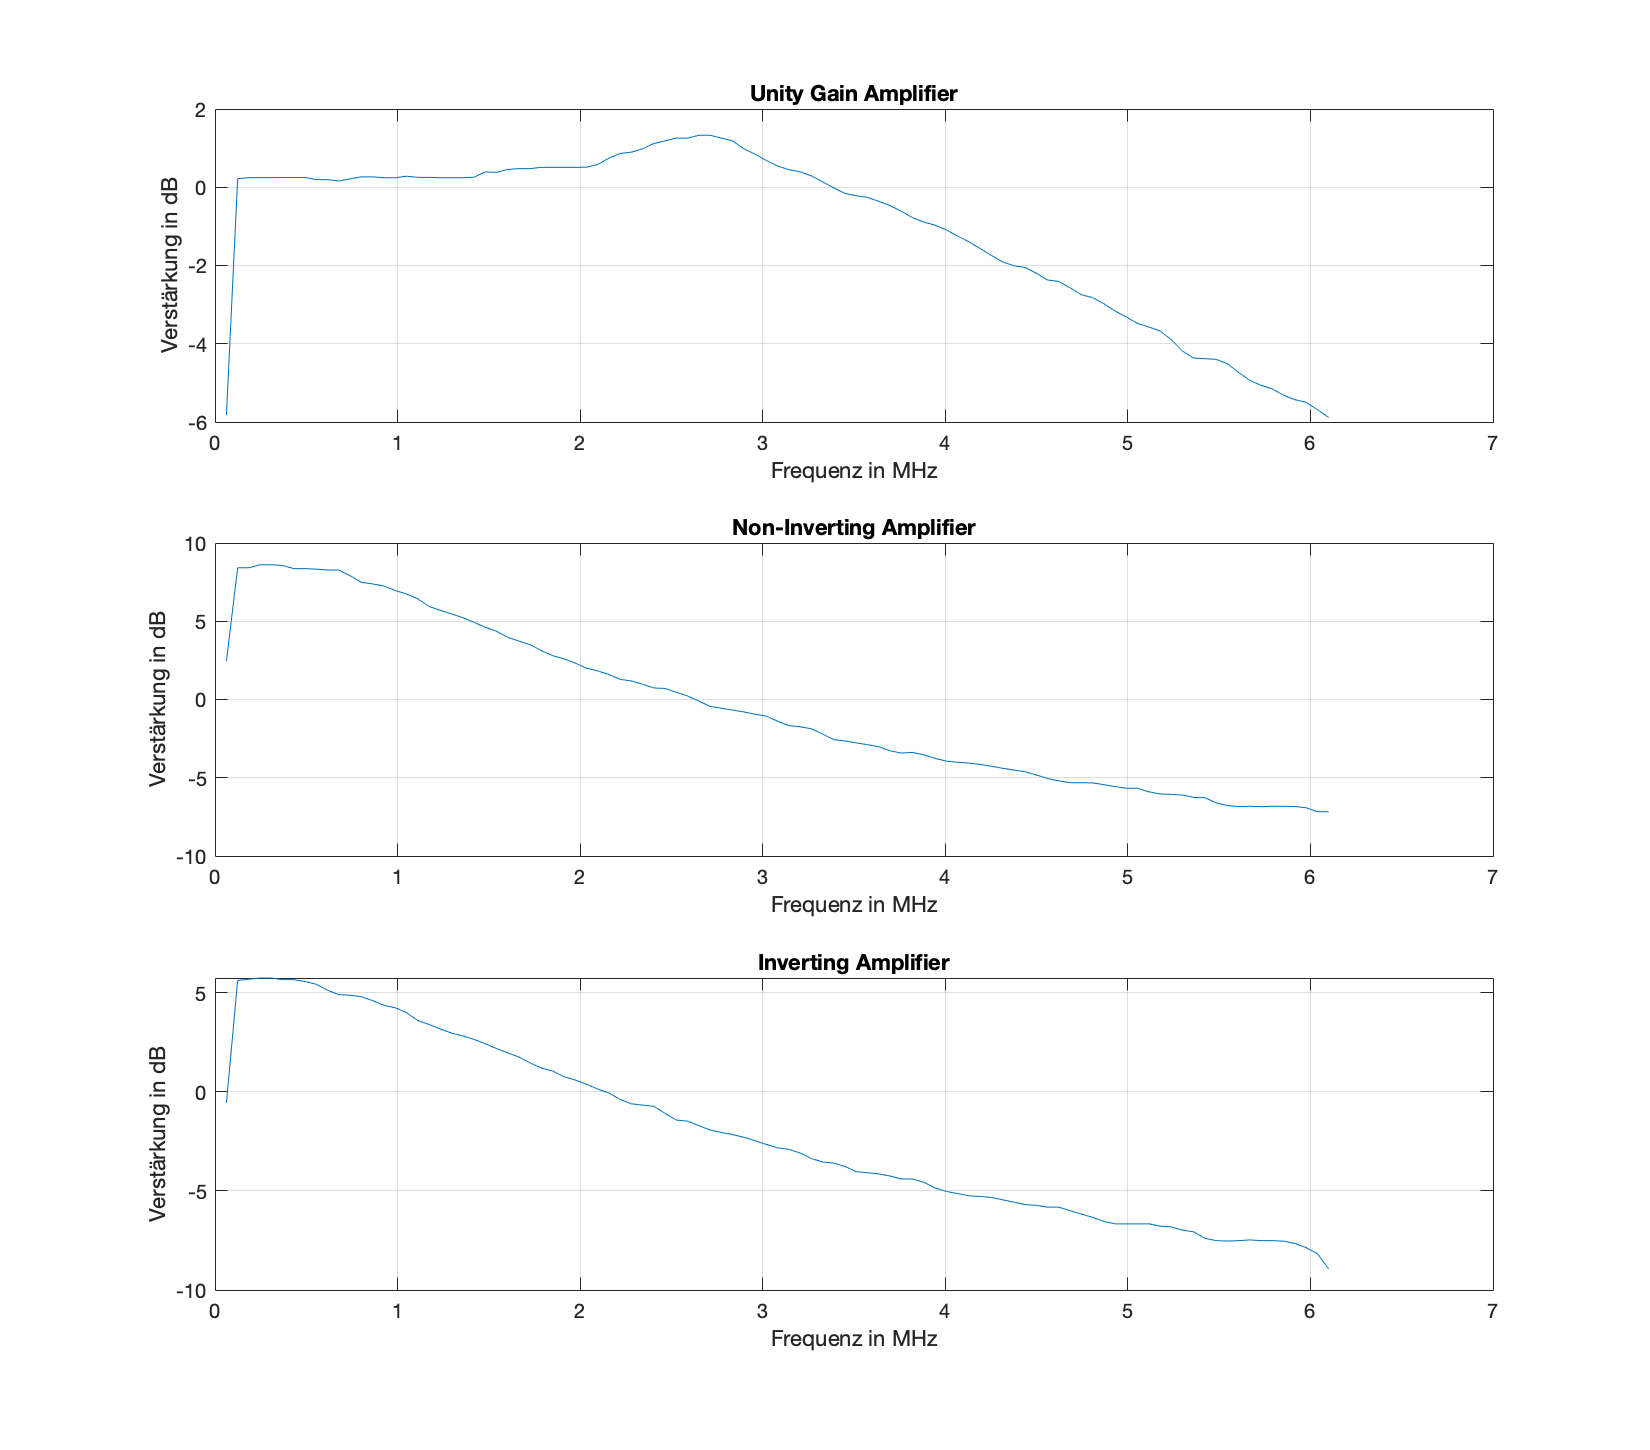 Unity Gain Amplifier
Verstärkung in dB
2
0
-2
-4
-6
0 1 2 3 4 5 6 7
Frequenz in MHz
Non-Inverting Amplifier
Verstärkung in dB
10
5
0
-5
-10
0 1 2 3 4 5 6 7
Frequenz in MHz
Inverting Amplifier
Verstärkung in dB
5
0
-5
-10
0 1 2 3 4 5 6 7
Frequenz in MHz